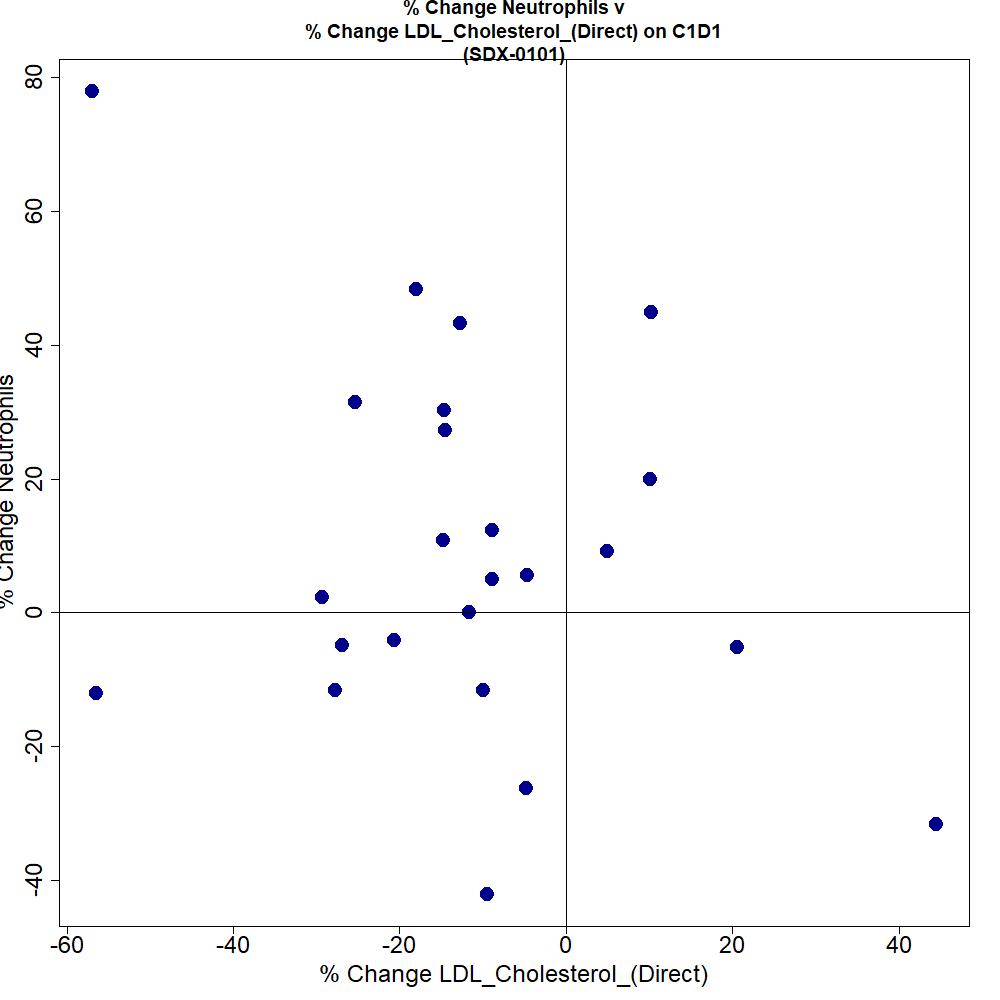 % Change Neutrophils v
% Change LDL_Cholesterol_(Direct) on C1D1
(SDX-0101)
% Change Neutrophils
80
60
40
20
0
-20
-40
-60
-40
-20
0
20
40
% Change LDL_Cholesterol_(Direct)